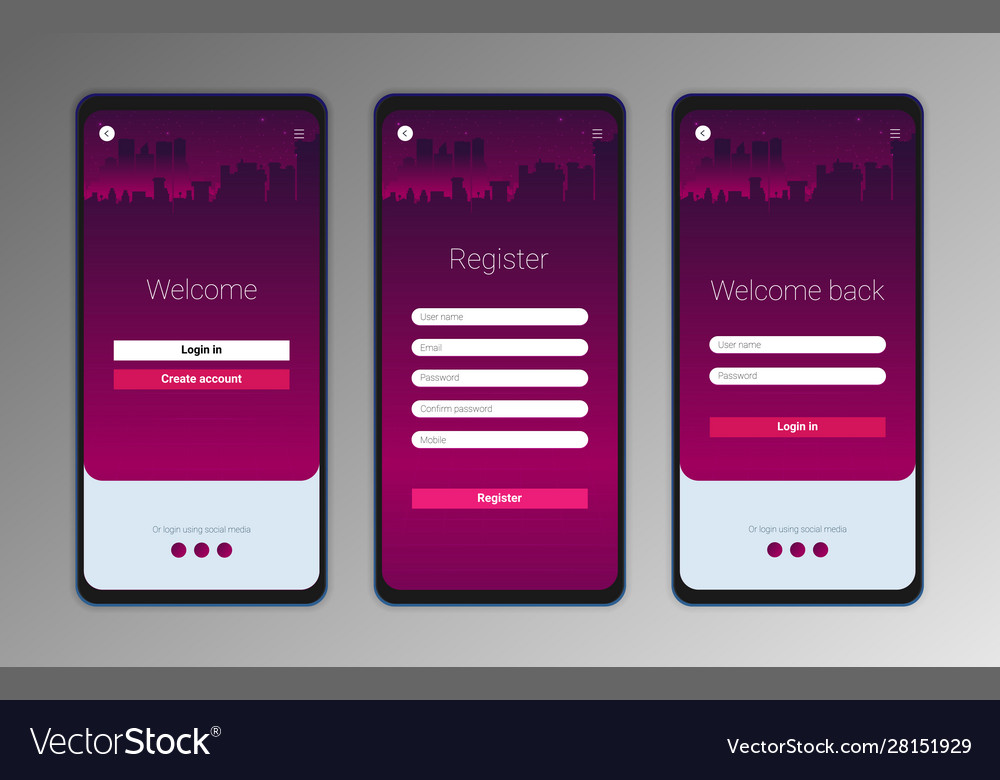 Welcome
Login in
Create account
Or login using social media
Register
User name
Email
Password
Confirm password
Mobile
Register
Welcome back
User name
Password
Login in
Or login using social media
VectorStock®
VectorStock.com/28151929